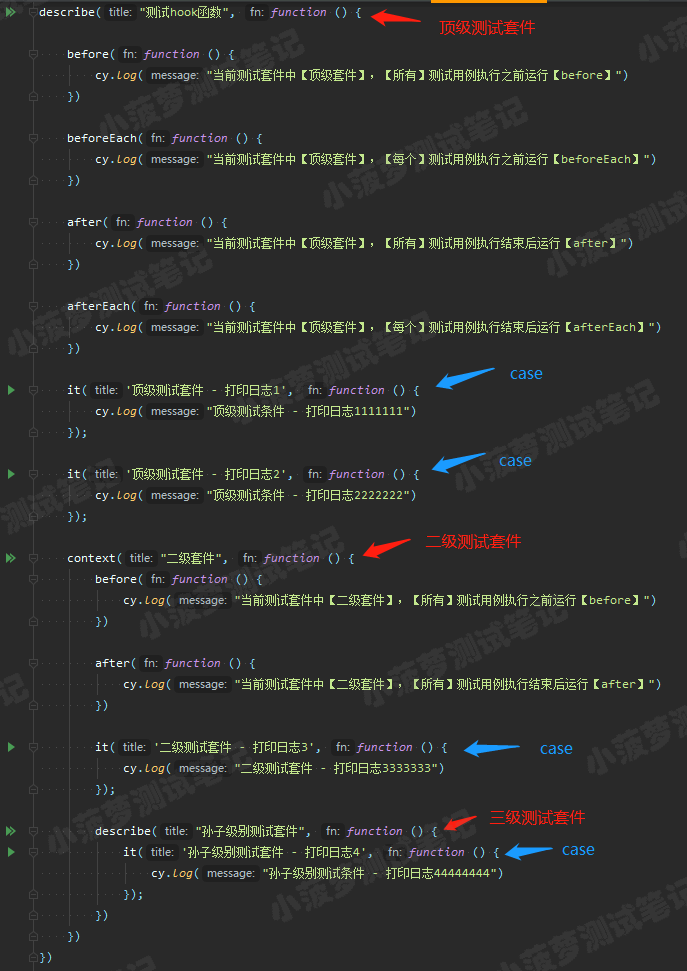 describe( title: "测试hook函数", fn: function () {
顶级测试套件
before( fn: function () {
cy.log( message: "当前测试套件中【顶级套件】，【所有】测试用例执行之前运行【before】")
})
beforeEach( fn: function () {
cy.log( message: "当前测试套件中【顶级套件】，【每个】测试用例执行之前运行【beforeEach】")
})
after( fn: function () {
cy.log( message: "当前测试套件中【顶级套件】，【所有】测试用例执行结束后运行【after】")
})
afterEach( fn: function () {
cy.log( message: "当前测试套件中【顶级套件】，【每个】测试用例执行结束后运行【afterEach】")
})
it( title: '顶级测试套件 - 打印日志1', fn: function () {
case
cy.log( message: "顶级测试条件 - 打印日志1111111")
});
it( title: '顶级测试套件 - 打印日志2', fn: function () {
case
cy.log( message: "顶级测试条件 - 打印日志2222222")
});
context( title: "二级套件", fn: function () {
二级测试套件
before( fn: function () {
cy.log( message: "当前测试套件中【二级套件】，【所有】测试用例执行之前运行【before】")
})
after( fn: function () {
cy.log( message: "当前测试套件中【二级套件】，【所有】测试用例执行结束后运行【after】")
})
it( title: '二级测试套件 - 打印日志3', fn: function () {
case
cy.log( message: "二级测试套件 - 打印日志3333333")
});
describe( title: "孙子级别测试套件", fn: function () {
三级测试套件
it( title: '孙子级别测试套件 - 打印日志4', fn: function () {
case
cy.log( message: "孙子级别测试条件 - 打印日志44444444")
});
})
})
})
小菠萝测试笔记